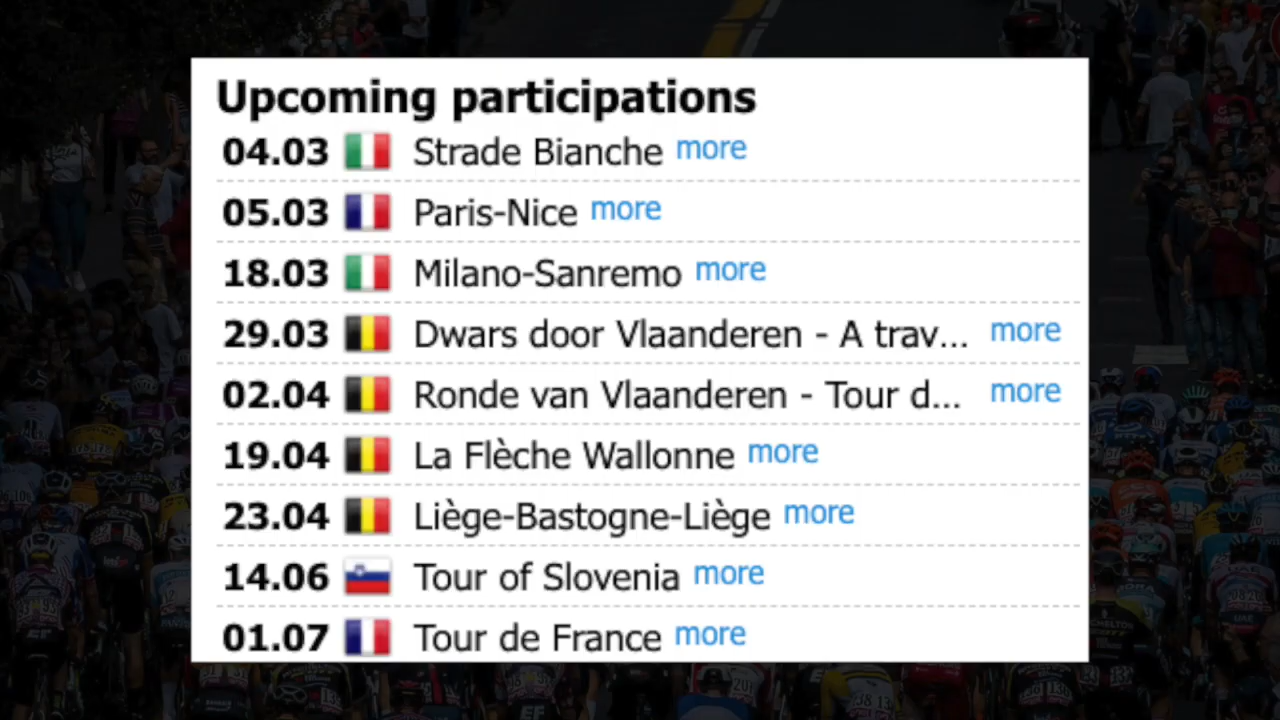 Upcoming participations
04.03 Strade Bianche more
05.03 Paris-Nice more
18.03 Milano-Sanremo more
29.03 Dwars door Vlaanderen - A trav... more
02.04 Ronde van Vlaanderen - Tour d... more
19.04 La Flèche Wallonne more
23.04 Liège-Bastogne-Liège more
14.06 Tour of Slovenia more
01.07 Tour de France more